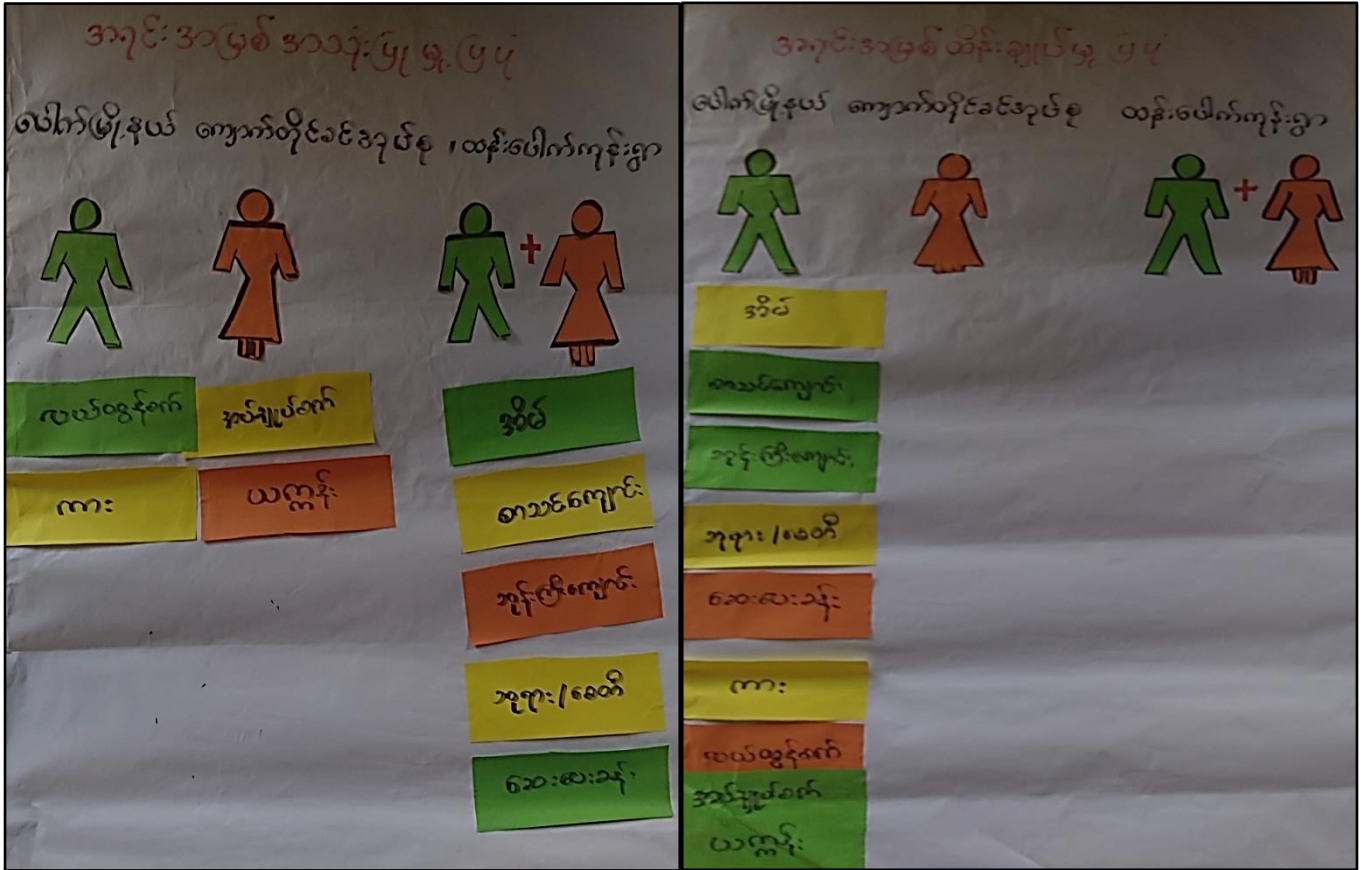 အရင်းအမြစ် အသုံးပြုမှု ပြပုံ
ပေါက်မြို့နယ် ကျောက်တိုင်ခင်အုပ်စု ၊ ထန်းပေါက်ကုန်းရွာ
+
လယ်ထွန်စက်
အပ်ချုပ်စက်
အိမ်
ကား
ယက္ကန်း
စာသင်ကျောင်း
ဘုန်းကြီးကျောင်း
ဘုရား/စေတီ
ဆေးပေးခန်း
အရင်းအမြစ် ထိန်းချုပ်မှု ပြပုံ
ပေါက်မြို့နယ် ကျောက်တိုင်ခင်အုပ်စု ထန်းပေါက်ကုန်းရွာ
+
အိမ်
စာသင်ကျောင်း
ဘုန်းကြီးကျောင်း
ဘုရား/စေတီ
ဆေးပေးခန်း
ကား
လယ်ထွန်စက်
အပ်ချုပ်စက်
ယက္ကန်း